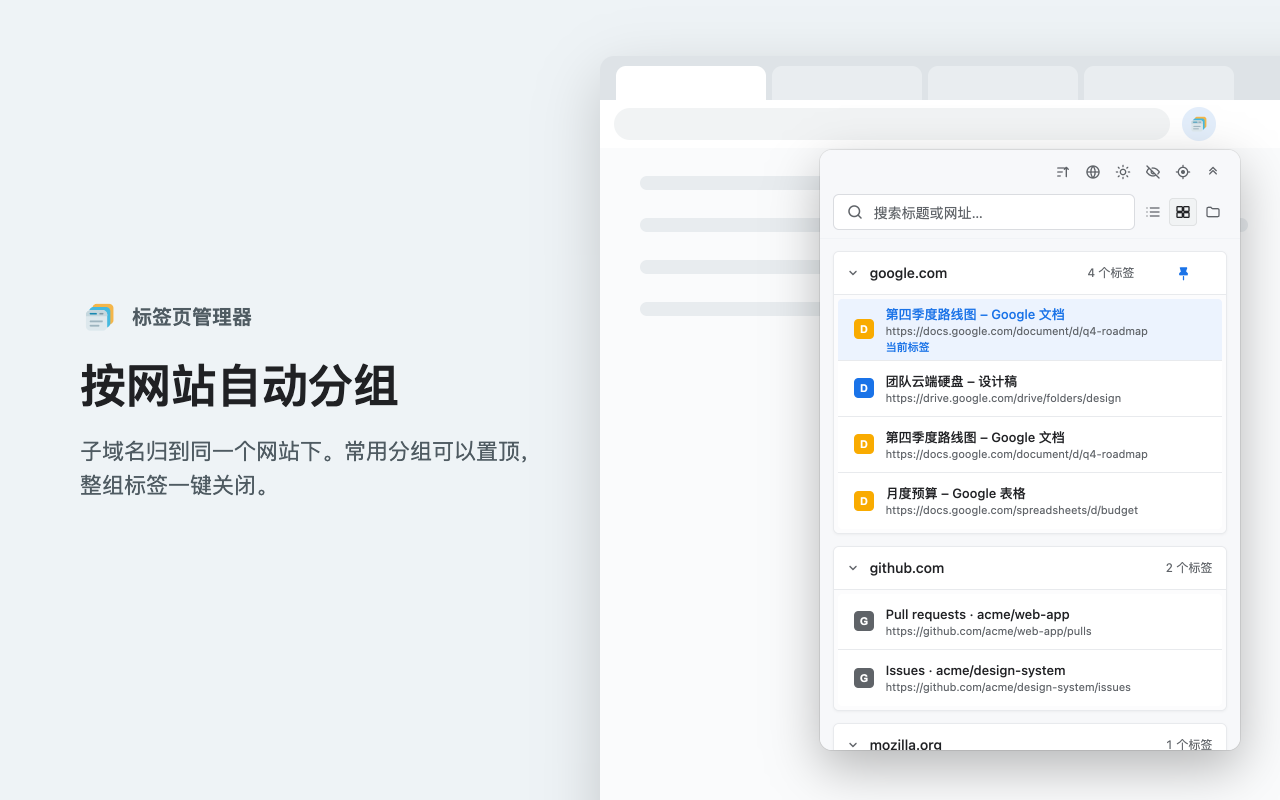 标签页管理器
按网站自动分组
子域名归到同一个网站下。常用分组可以置顶,
整组标签一键关闭。
搜索标题或网址...
google.com 4 个标签
D 第四季度路线图 – Google 文档
https://docs.google.com/document/d/q4-roadmap
当前标签
D 团队云端硬盘 – 设计稿
https://drive.google.com/drive/folders/design
D 第四季度路线图 – Google 文档
https://docs.google.com/document/d/q4-roadmap
D 月度预算 – Google 表格
https://docs.google.com/spreadsheets/d/budget
github.com 2 个标签
G Pull requests · acme/web-app
https://github.com/acme/web-app/pulls
G Issues · acme/design-system
https://github.com/acme/design-system/issues
mozilla.org 1 个标签